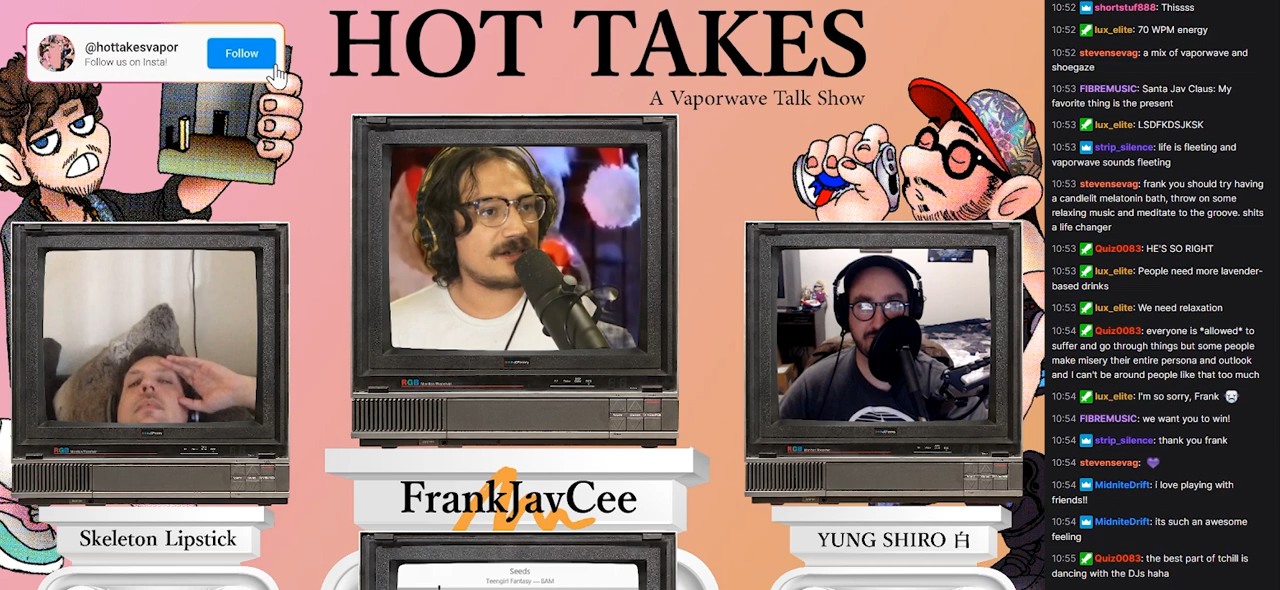 @hottakesvapor
Follow us on Insta!
Follow
HOT TAKES
A Vaporwave Talk Show
RGB
RGB
RGB
Skeleton Lipstick
FrankJavCee
YUNG SHIRO 白
Seeds
Teengirl Fantasy — 8AM
10:52 shortstuf888: Thissss
10:52 lux_elite: 70 WPM energy
10:52 stevensevag: a mix of vaporwave and
shoegaze
10:53 FIBREMUSIC: Santa Jav Claus: My
favorite thing is the present
10:53 lux_elite: LSDFKDSJKSK
10:53 strip_silence: life is fleeting and
vaporwave sounds fleeting
10:53 stevensevag: frank you should try having
a candlelit melatonin bath, throw on some
relaxing music and meditate to the groove. shits
a life changer
10:53 Quiz0083: HE'S SO RIGHT
10:53 lux_elite: People need more lavender-
based drinks
10:53 lux_elite: We need relaxation
10:54 Quiz0083: everyone is *allowed* to
suffer and go through things but some people
make misery their entire persona and outlook
and I can't be around people like that too much
10:54 lux_elite: I'm so sorry, Frank
10:54 FIBREMUSIC: we want you to win!
10:54 strip_silence: thank you frank
10:54 stevensevag: 💜
10:54 MidniteDrift: i love playing with
friends!!
10:54 MidniteDrift: its such an awesome
feeling
10:55 Quiz0083: the best part of tchill is
dancing with the DJs haha